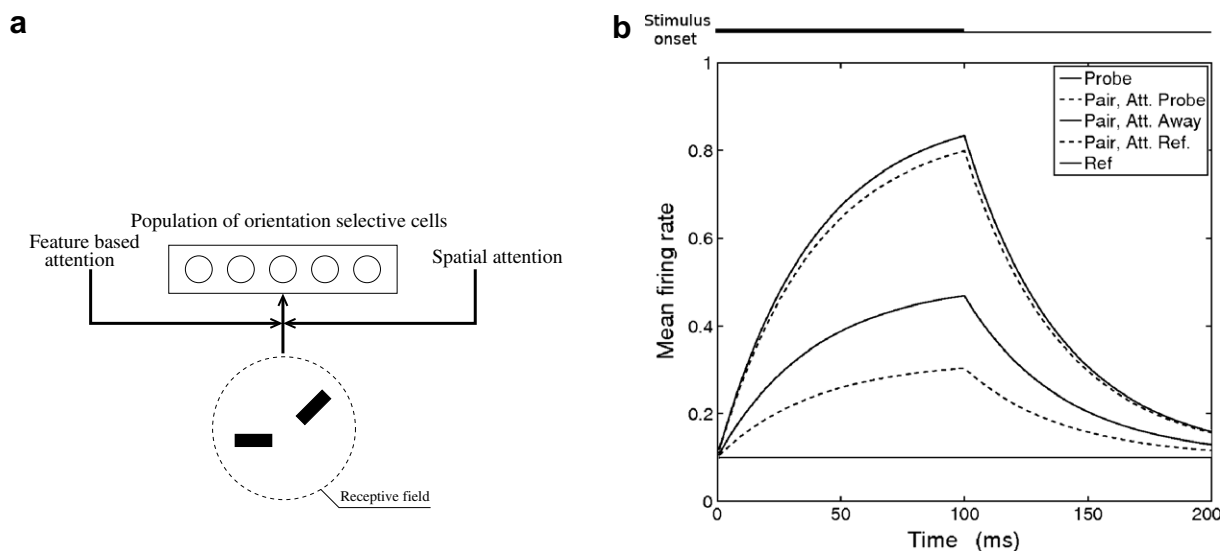 a
Population of orientation selective cells
Feature based
attention
Spatial attention
Receptive field
b
Stimulus
onset
Probe
Pair, Att. Probe
Pair, Att. Away
Pair, Att. Ref.
Ref
Mean firing rate
1
0.8
0.6
0.4
0.2
0
0 50 100 150 200
Time (ms)